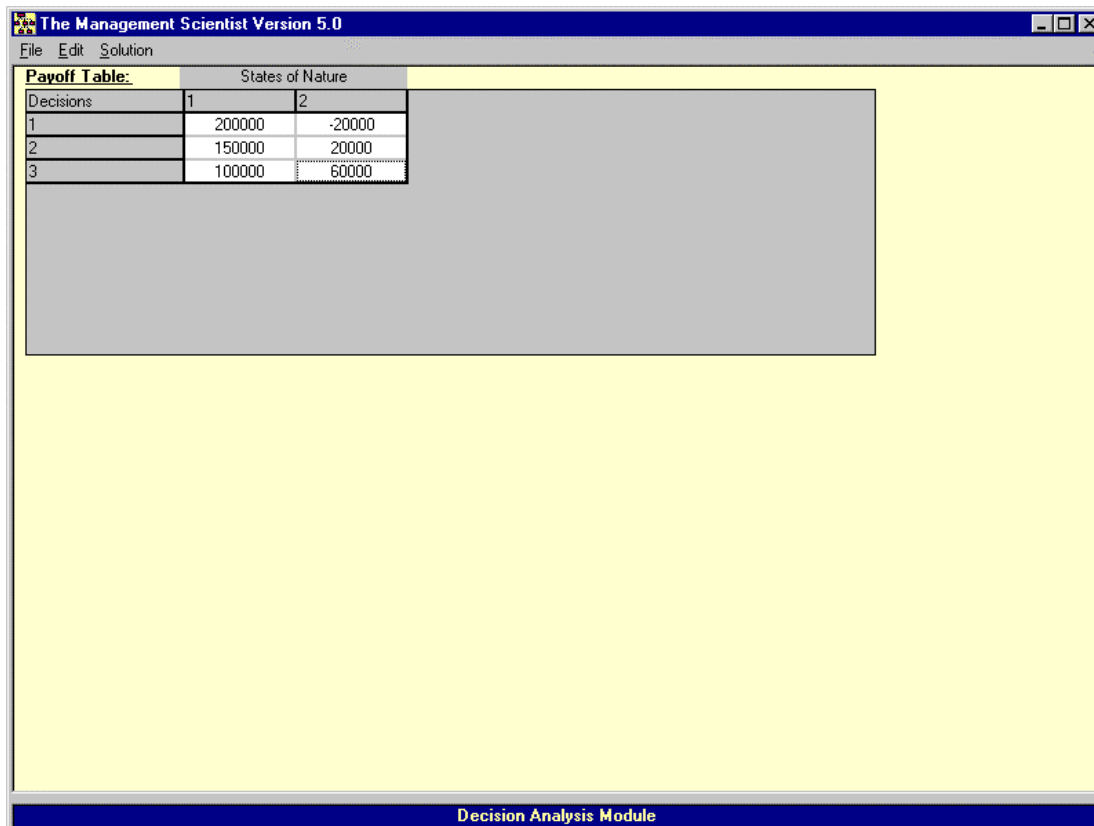 The Management Scientist Version 5.0
File Edit Solution
Payoff Table: States of Nature
Decisions 1 2
1 200000 -20000
2 150000 20000
3 100000 60000
Decision Analysis Module